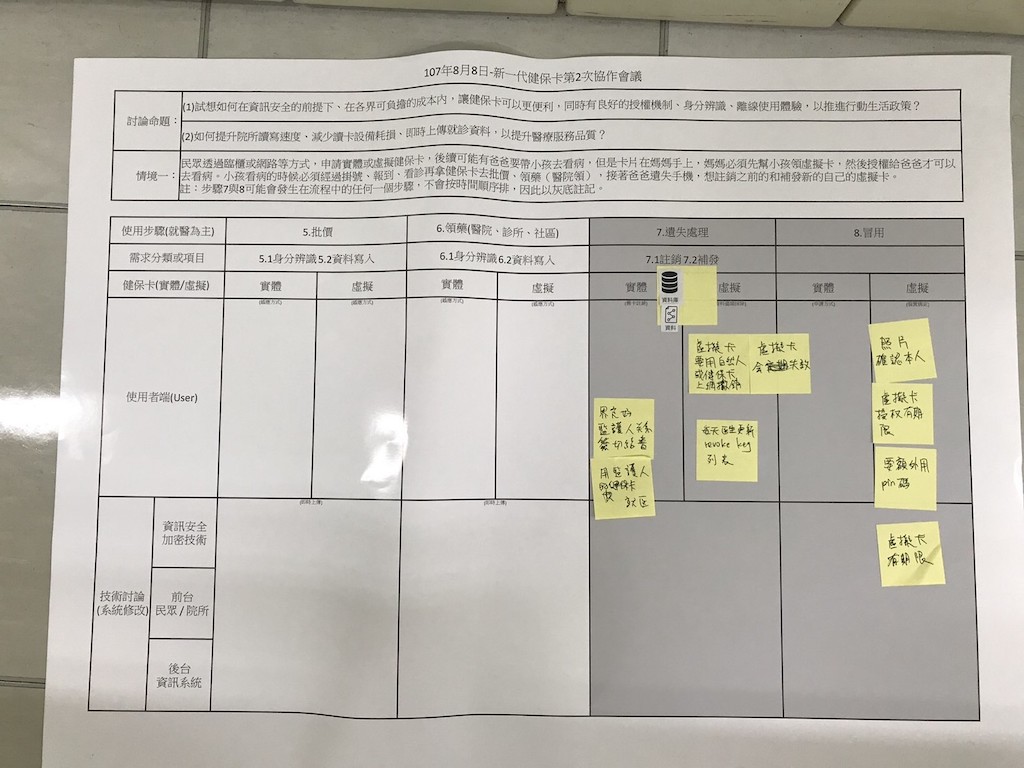 107年8月8日-新一代健保卡第2次協作會議
討論命題：
(1)試想如何在資訊安全的前提下、在各界可負擔的成本內，讓健保卡可以更便利，同時有良好的授權機制、身分辨識、離線使用體驗，以推進行動生活政策？
(2)如何提升院所讀寫速度、減少讀卡設備耗損、即時上傳就診資料，以提升醫療服務品質？
情境一：
民眾透過臨櫃或網路等方式，申請實體或虛擬健保卡，後續可能有爸爸要帶小孩去看病，但是卡片在媽媽手上，媽媽必須先幫小孩領虛擬卡，然後授權給爸爸才可以
去看病。小孩看病的時候必須經過掛號、報到、看診再拿健保卡去批價、領藥（醫院領），接著爸爸遺失手機，想註銷之前的和補發新的自己的虛擬卡。
註：步驟7與8可能會發生在流程中的任何一個步驟，不會按時間順序排，因此以灰底註記。
使用步驟(就醫為主) 5.批價 6.領藥(醫院、診所、社區) 7.遺失處理 8.冒用
需求分類或項目 5.1身分辨識5.2資料寫入 6.1身分辨識6.2資料寫入 7.1註銷7.2補發
健保卡(實體/虛擬) 實體 虛擬 實體 虛擬 實體 虛擬 實體 虛擬
資料庫
資料
使用者端(User)
虛擬卡
要用自然人
或健保卡
上網撤銷
虛擬卡
失效
界定好
監護人關係
簽切結書
用監護人
的健保卡
每天產生更新
revoke key
列表
照片
確認本人
虛擬卡
授權有期
限
要額外用
pin碼
虛擬卡
有期限
(即時上傳) (即時上傳)
技術討論
(系統修改)
資訊安全
加密技術
前台
民眾/院所
後台
資訊系統